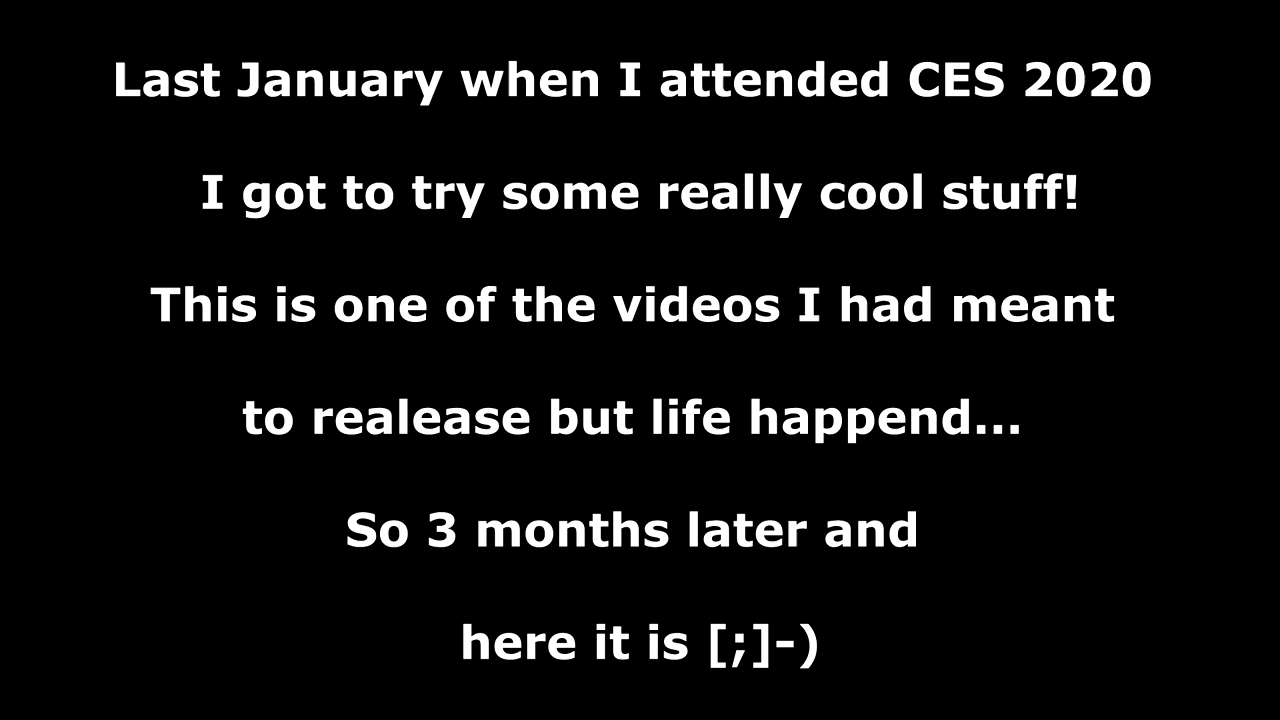 Last January when I attended CES 2020
I got to try some really cool stuff!
This is one of the videos I had meant
to realease but life happend...
So 3 months later and
here it is [;]-)